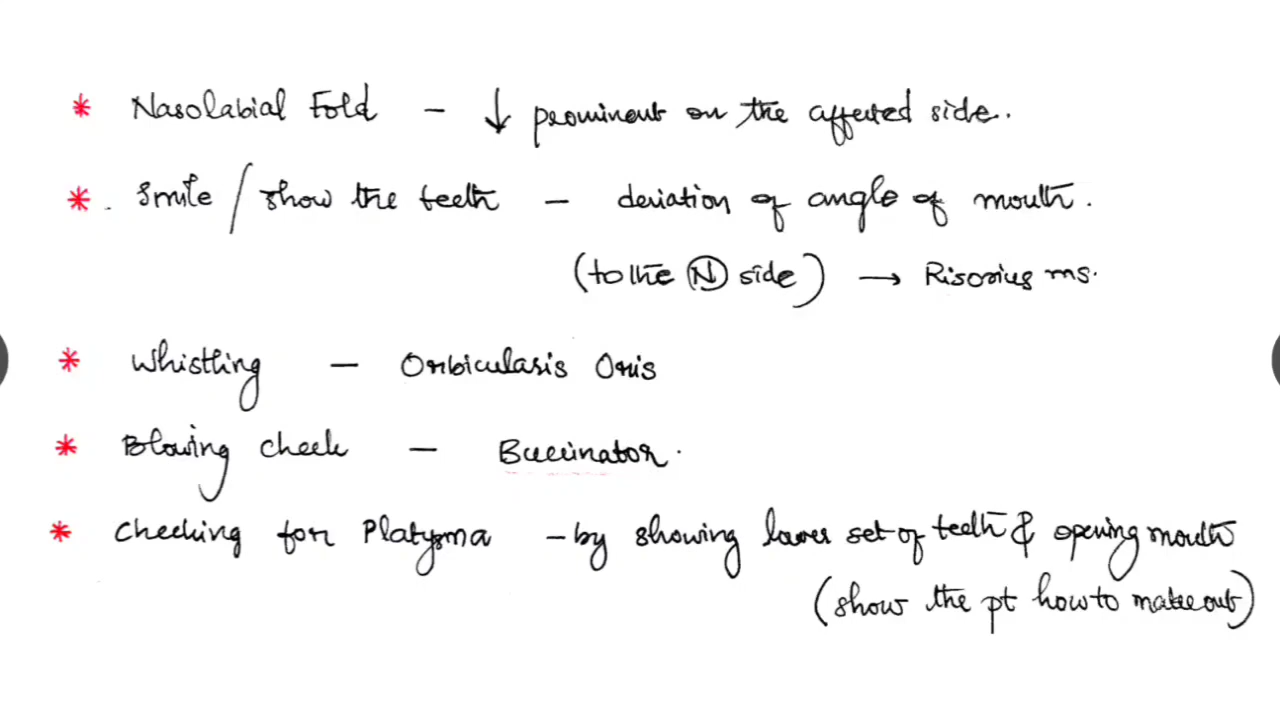 * Nasolabial Fold - ↓ prominent on the affected side.
* Smile / show the teeth - deviation of angle of mouth.
(to the Ⓝ side) → Risorius ms.
* Whistling - Orbicularis Oris
* Blowing cheek - Buccinator.
* Checking for Platysma - by showing lower set of teeth & opening mouth
(show the pt how to make out)